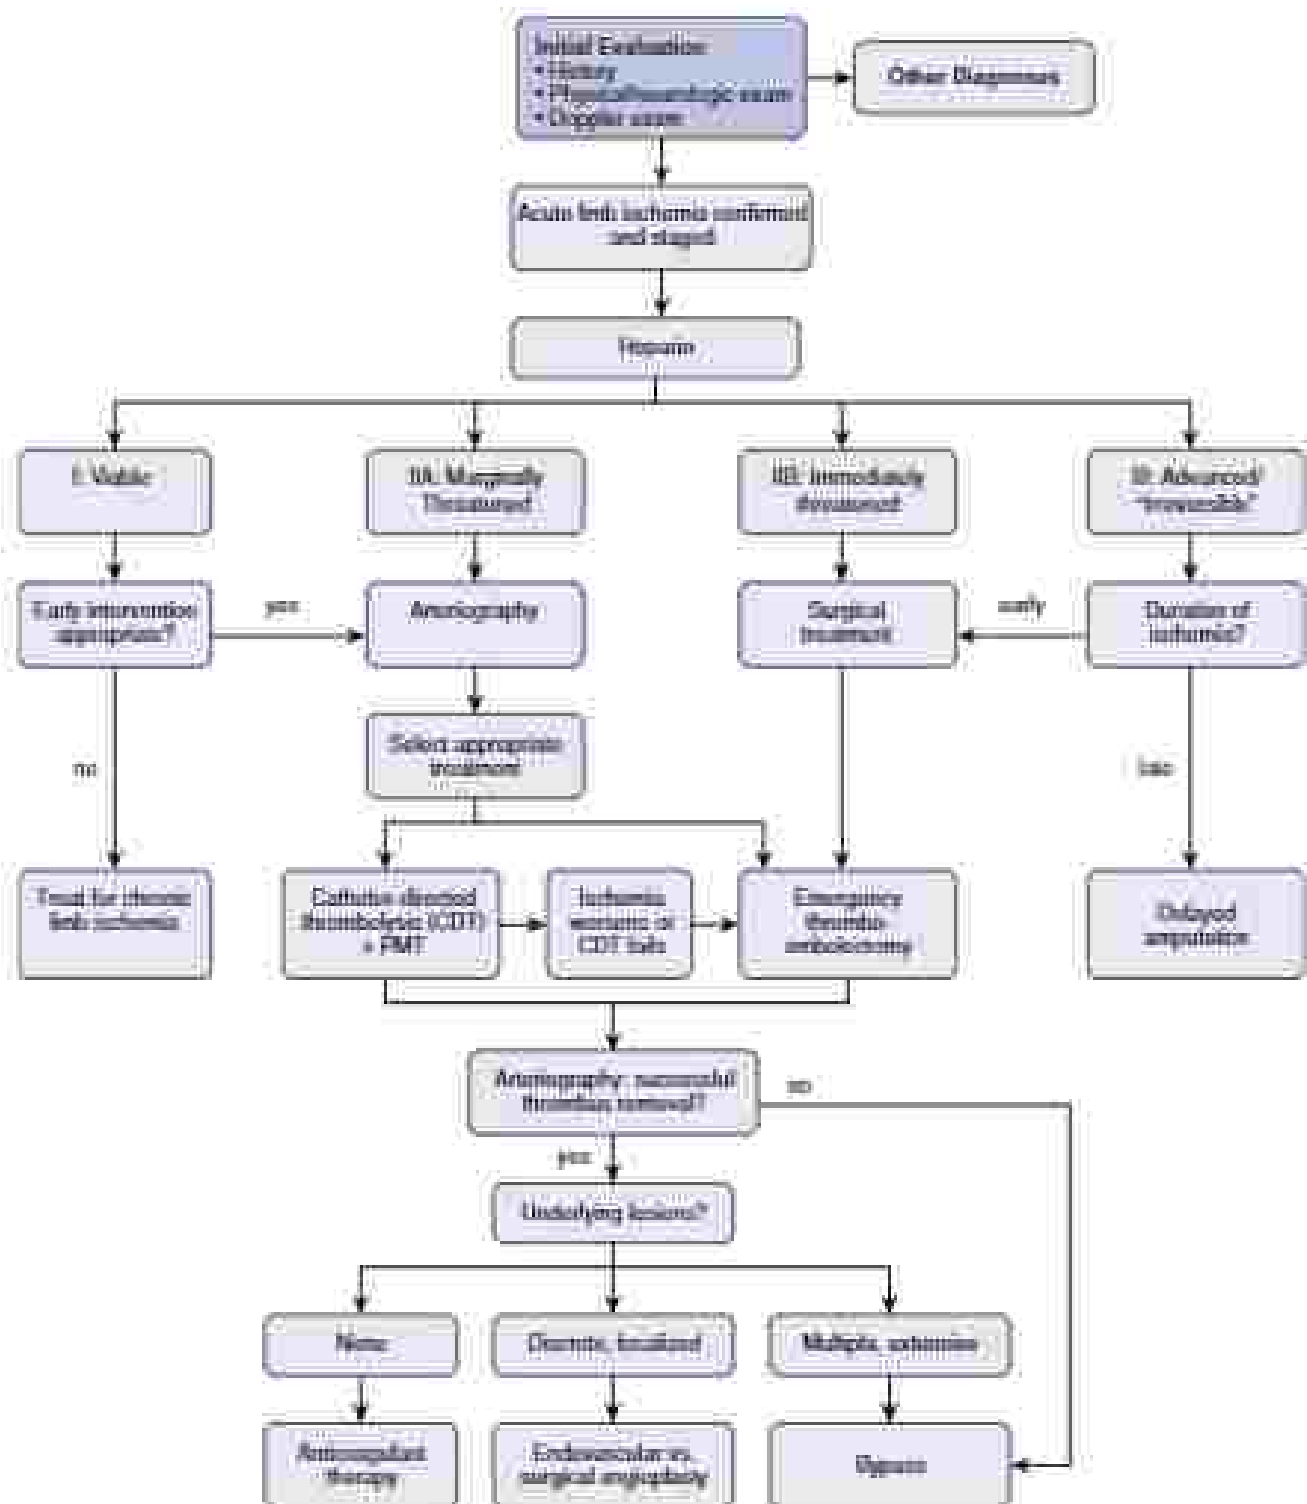 Initial Evaluation
• History
• Physical/neurologic exam
• Doppler exam
Other Diagnoses
Acute limb ischemia confirmed
and staged
Heparin
I: Viable
IIA: Marginally
Threatened
IIB: Immediately
threatened
III: Advanced/
"irreversible"
Early intervention
appropriate?
yes
Arteriography
Surgical
treatment
early
Duration of
ischemia?
Select appropriate
treatment
no
late
Treat for chronic
limb ischemia
Catheter-directed
thrombolysis (CDT)
+ PMT
Ischemia
worsens or
CDT fails
Emergency
thrombo-
embolectomy
Delayed
amputation
Arteriography: successful
thrombus removal?
no
yes
Underlying lesions?
None
Discrete, localized
Multiple, extensive
Anticoagulant
therapy
Endovascular vs.
surgical angioplasty
Bypass